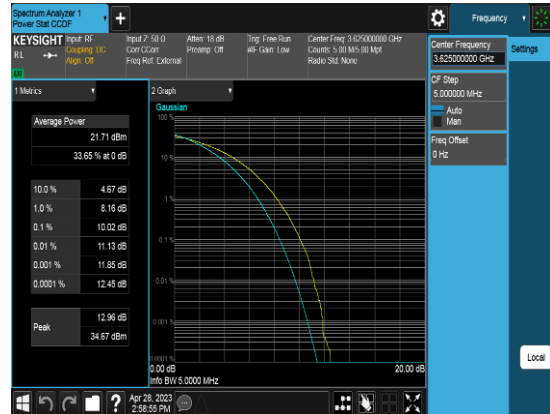 Spectrum Analyzer 1
Power Stat CCDF
Frequency
KEYSIGHT
RL
Input: RF
Coupling: DC
Align: Off
Input Z: 50 Ω
Corr CCorr
Freq Ref: External
Atten: 18 dB
Preamp: Off
Trig: Free Run
#IF Gain: Low
Center Freq: 3.625000000 GHz
Counts: 5.00 M/5.00 Mpt
Radio Std: None
1 Metrics
Average Power
21.71 dBm
33.65 % at 0 dB
10.0 % 4.67 dB
1.0 % 8.16 dB
0.1 % 10.02 dB
0.01 % 11.13 dB
0.001 % 11.85 dB
0.0001 % 12.45 dB
Peak
12.96 dB
34.67 dBm
2 Graph
Gaussian
100 %
10 %
1 %
0.1 %
0.01 %
0.001 %
0.0001 %
0.00 dB
20.00 dB
Info BW 5.0000 MHz
Center Frequency
3.625000000 GHz
Settings
CF Step
5.000000 MHz
Auto
Man
Freq Offset
0 Hz
Local
Apr 28, 2023
2:58:55 PM